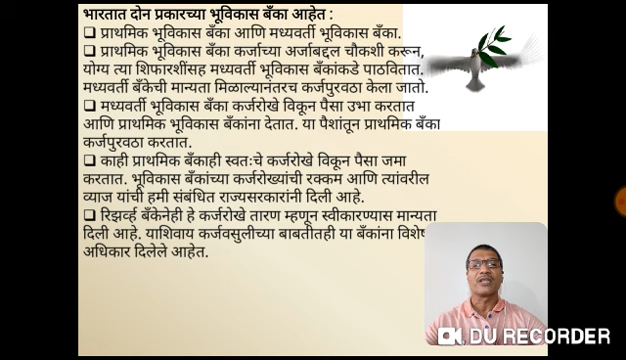 भारतात दोन प्रकारच्या भूविकास बँका आहेत :
❑ प्राथमिक भूविकास बँका आणि मध्यवर्ती भूविकास बँका.
❑ प्राथमिक भूविकास बँका कर्जाच्या अर्जाबद्दल चौकशी करून,
योग्य त्या शिफारशींसह मध्यवर्ती भूविकास बँकांकडे पाठवितात.
मध्यवर्ती बँकेची मान्यता मिळाल्यानंतरच कर्जपुरवठा केला जातो.
❑ मध्यवर्ती भूविकास बँका कर्जरोखे विकून पैसा उभा करतात
आणि प्राथमिक भूविकास बँकांना देतात. या पैशांतून प्राथमिक बँका
कर्जपुरवठा करतात.
❑ काही प्राथमिक बँकाही स्वतःचे कर्जरोखे विकून पैसा जमा
करतात. भूविकास बँकांच्या कर्जरोख्यांची रक्कम आणि त्यांवरील
व्याज यांची हमी संबंधित राज्यसरकारांनी दिली आहे.
❑ रिझर्व्ह बँकेनेही हे कर्जरोखे तारण म्हणून स्वीकारण्यास मान्यता
दिली आहे. याशिवाय कर्जवसुलीच्या बाबतीतही या बँकांना
अधिकार दिलेले आहेत.
DU RECORDER